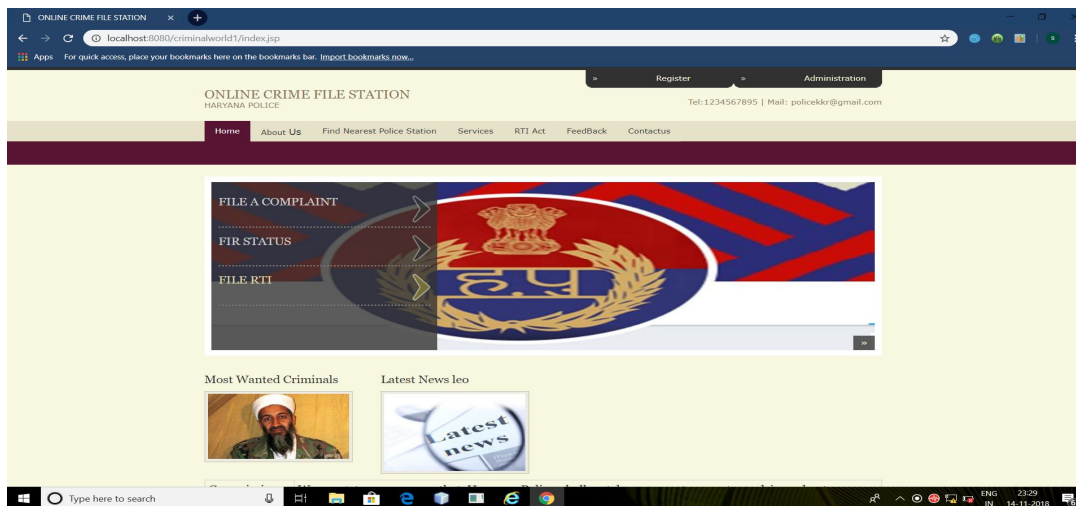 ONLINE CRIME FILE STATION
localhost:8080/criminalworld1/index.jsp
Apps For quick access, place your bookmarks here on the bookmarks bar. Import bookmarks now...
» Register » Administration
ONLINE CRIME FILE STATION
HARYANA POLICE
Tel:1234567895 | Mail: policekkr@gmail.com
Home About Us Find Nearest Police Station Services RTI Act FeedBack Contactus
FILE A COMPLAINT
FIR STATUS
FILE RTI
ह.पु
»
Most Wanted Criminals Latest News leo
Latest
news
Type here to search
ENG 23:29
IN 14-11-2018